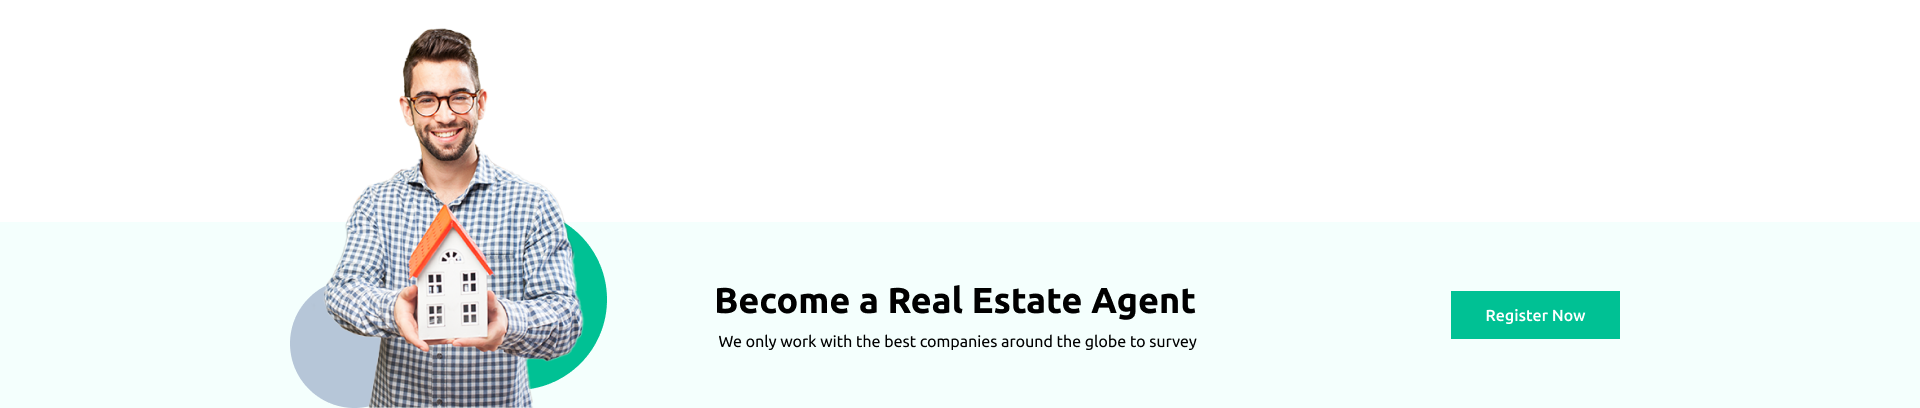 Become a Real Estate Agent
We only work with the best companies around the globe to survey
Register Now